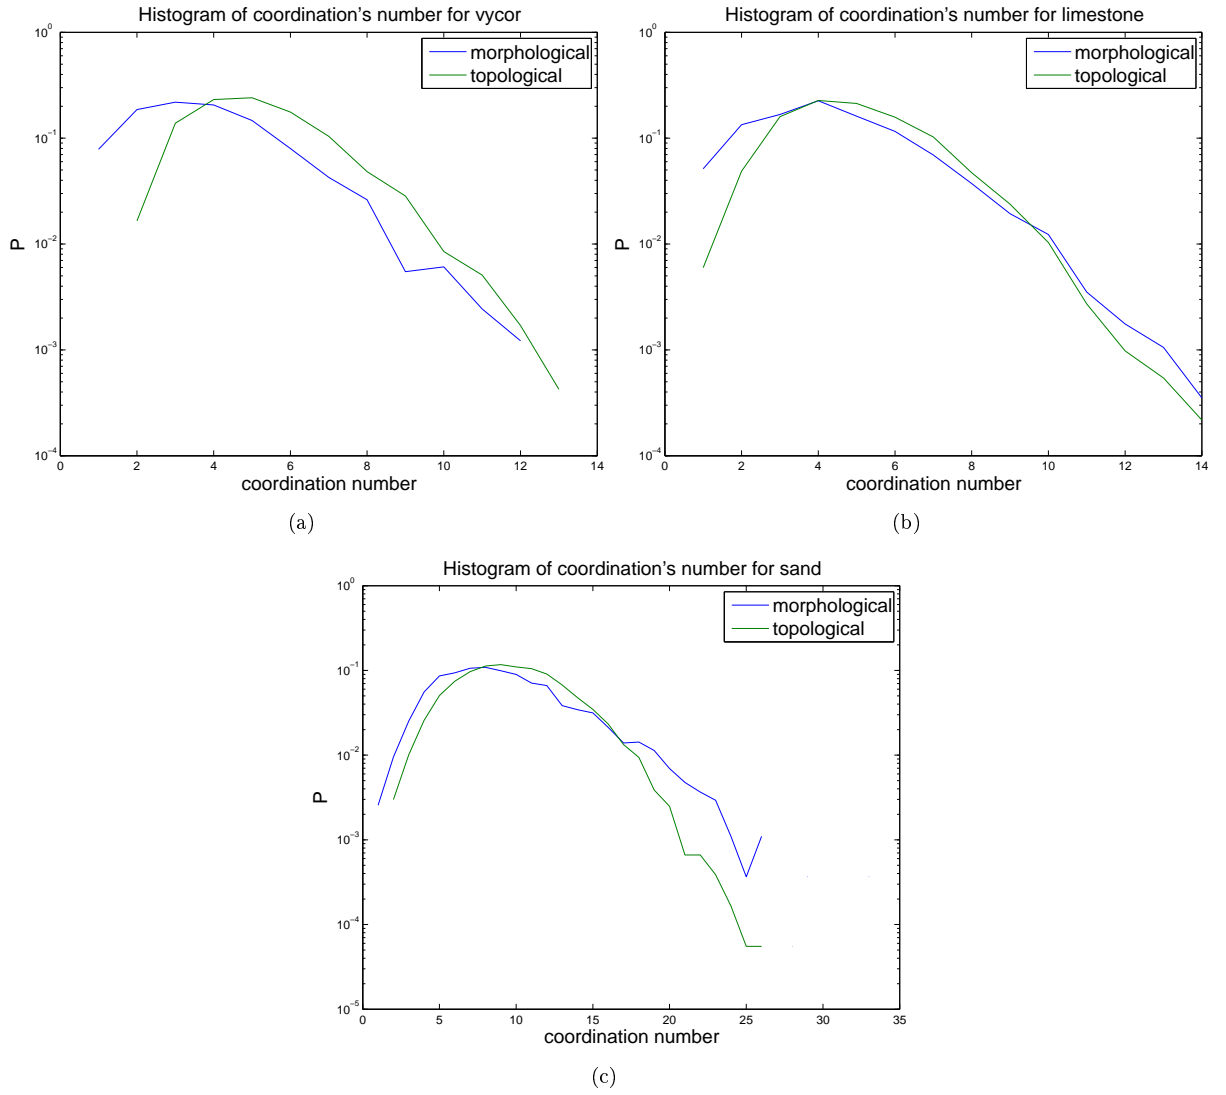 Histogram of coordination's number for vycor
10^0
10^−1
10^−2
10^−3
10^−4
P
morphological
topological
0 2 4 6 8 10 12 14
coordination number
(a)
Histogram of coordination's number for limestone
10^0
10^−1
10^−2
10^−3
10^−4
P
morphological
topological
0 2 4 6 8 10 12 14
coordination number
(b)
Histogram of coordination's number for sand
10^0
10^−1
10^−2
10^−3
10^−4
10^−5
P
morphological
topological
0 5 10 15 20 25 30 35
coordination number
(c)